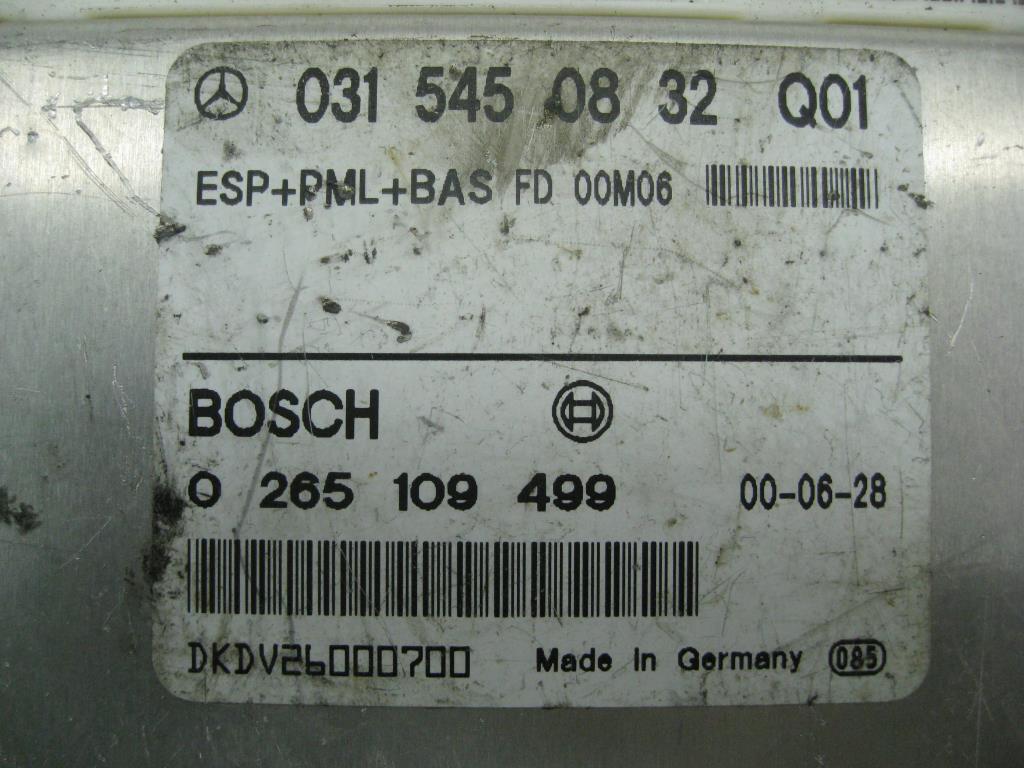 031 545 08 32 Q01
ESP+PML+BAS FD 00M06
BOSCH
0 265 109 499 00-06-28
DKDV26000700 Made in Germany 085